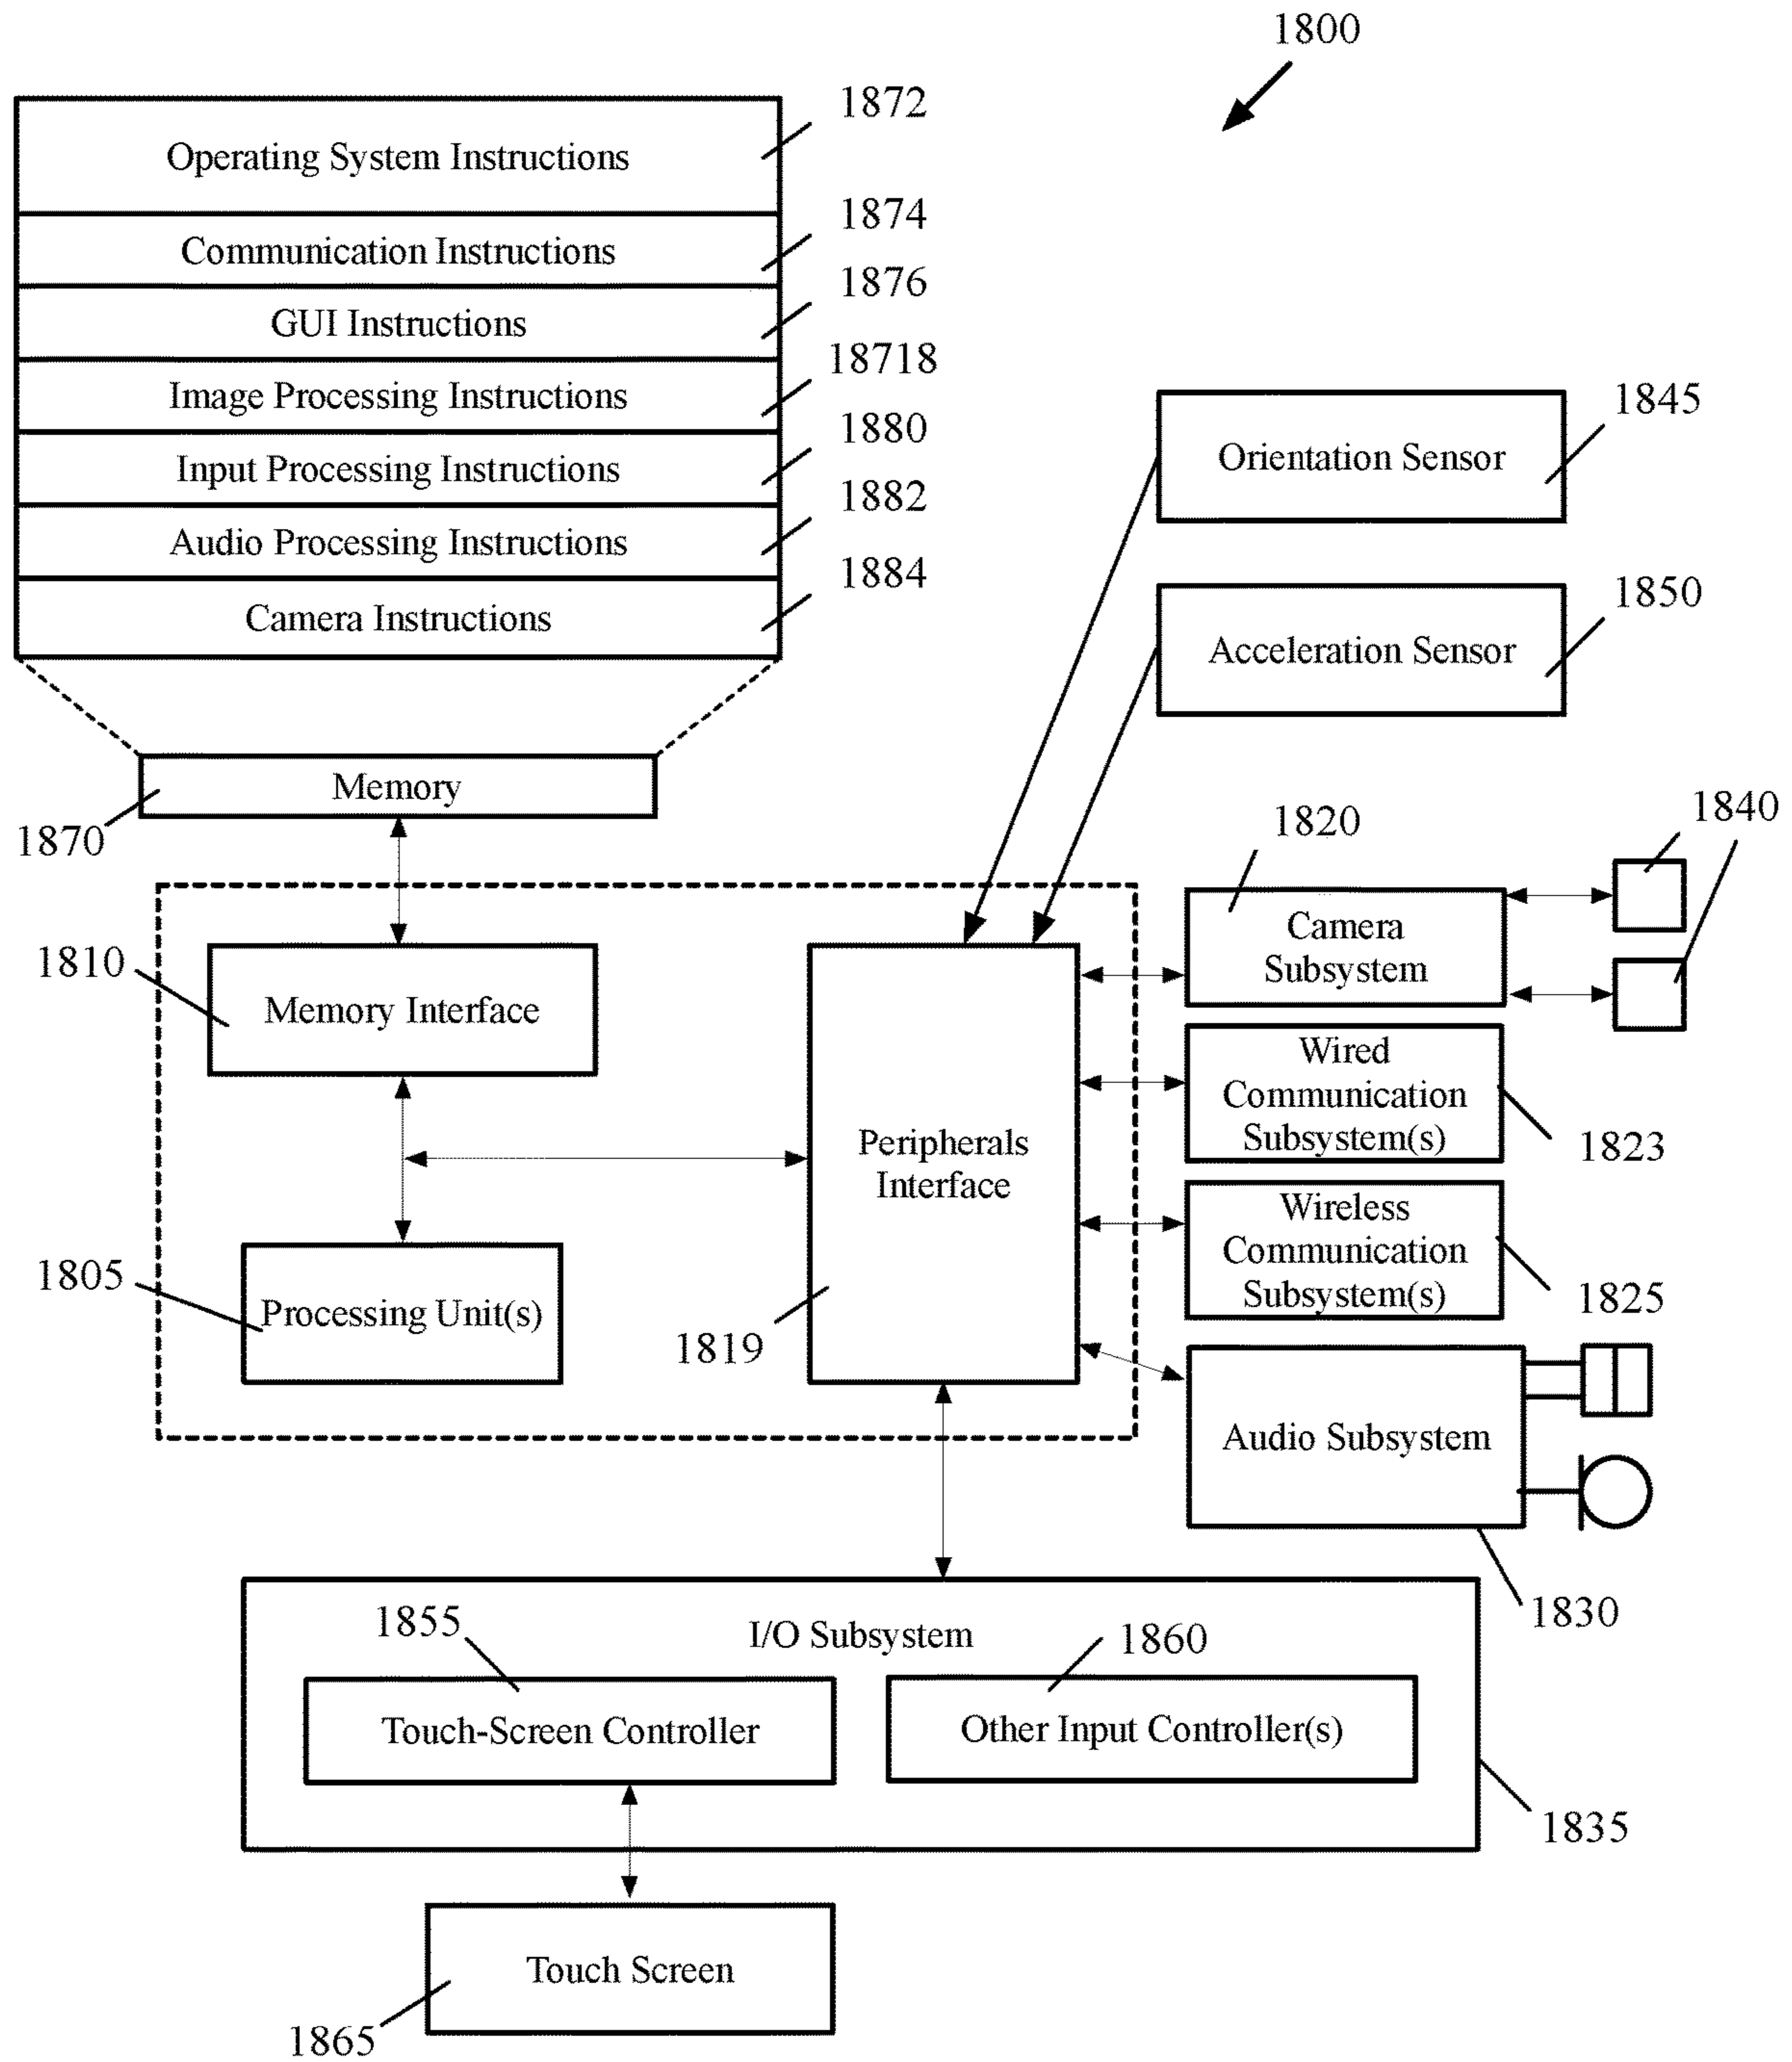 1800
1872
Operating System Instructions
1874
Communication Instructions
1876
GUI Instructions
18718
Image Processing Instructions
1880
Input Processing Instructions
1882
Audio Processing Instructions
1884
Camera Instructions
1845
Orientation Sensor
1850
Acceleration Sensor
Memory
1870
1840
1820
Camera
Subsystem
1810
Memory Interface
Wired
Communication
Subsystem(s)
1823
Peripherals
Interface
Wireless
Communication
Subsystem(s)
1825
1805
Processing Unit(s)
1819
Audio Subsystem
1830
I/O Subsystem
1855
1860
Touch-Screen Controller
Other Input Controller(s)
1835
Touch Screen
1865